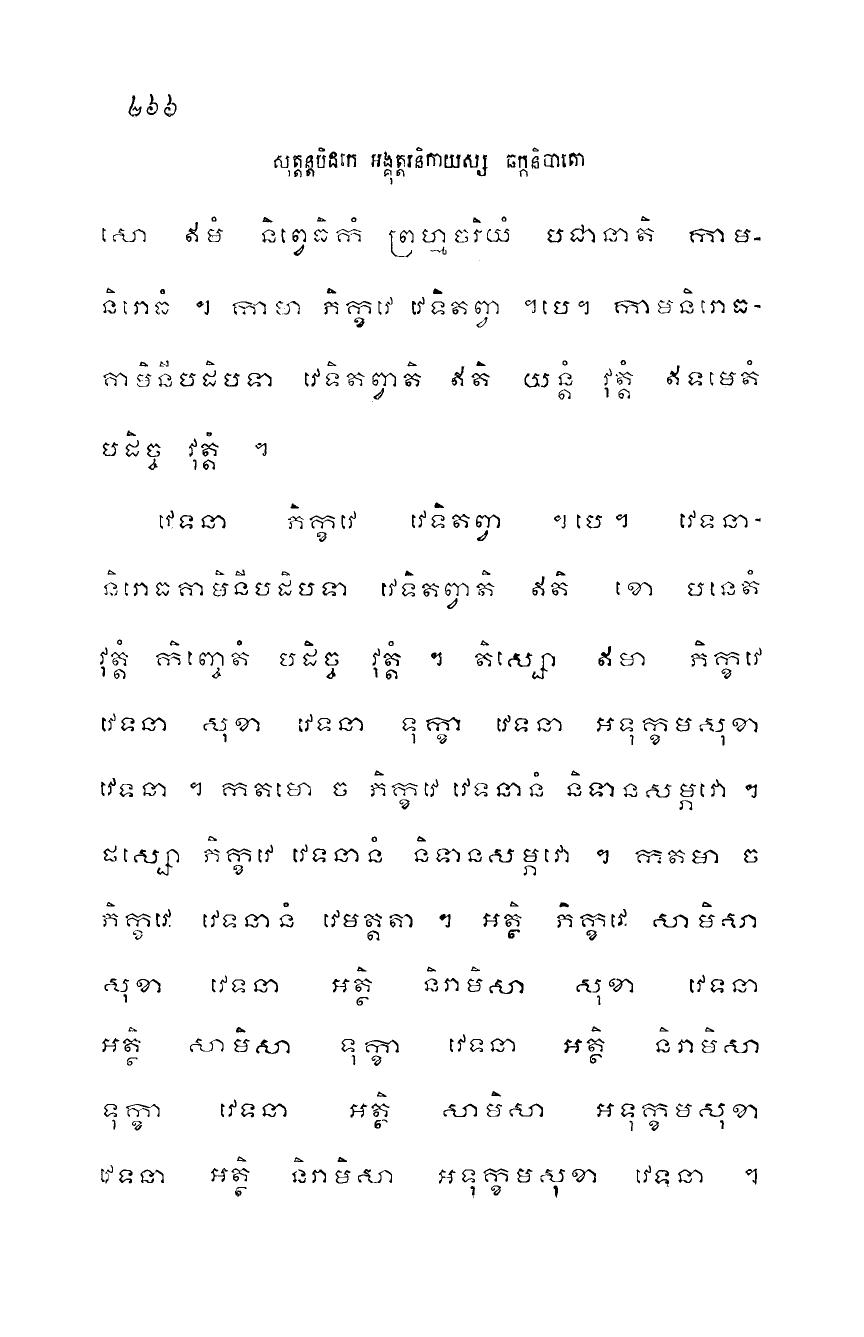 ២៦៦
សុត្តន្តបិដកេ អង្គុត្តរនិកាយស្ស ឆក្កនិបាតោ
សោ ឥមំ និព្វេធិកំ ព្រហ្មចរិយំ បជានាតិ កាម-
និរោធំ ។ កាមា ភិក្ខវេ វេទិតព្វា ។បេ។ កាមនិរោធ-
គាមិនីបដិបទា វេទិតព្វាតិ ឥតិ យន្តំ វុត្តំ ឥទមេតំ
បដិច្ច វុត្តំ ។
វេទនា ភិក្ខវេ វេទិតព្វា ។បេ។ វេទនា-
និរោធគាមិនីបដិបទា វេទិតព្វាតិ ឥតិ ខោ បនេតំ
វុត្តំ កិញ្ចេតំ បដិច្ច វុត្តំ ។ តិស្សោ ឥមា ភិក្ខវេ
វេទនា សុខា វេទនា ទុក្ខា វេទនា អទុក្ខមសុខា
វេទនា ។ កតមោ ច ភិក្ខវេ វេទនានំ និទានសម្ភវោ ។
ផស្សោ ភិក្ខវេ វេទនានំ និទានសម្ភវោ ។ កតមា ច
ភិក្ខវេ វេទនានំ វេមត្តតា ។ អត្ថិ ភិក្ខវេ សាមិសា
សុខា វេទនា អត្ថិ និរាមិសា សុខា វេទនា
អត្ថិ សាមិសា ទុក្ខា វេទនា អត្ថិ និរាមិសា
ទុក្ខា វេទនា អត្ថិ សាមិសា អទុក្ខមសុខា
វេទនា អត្ថិ និរាមិសា អទុក្ខមសុខា វេទនា ។